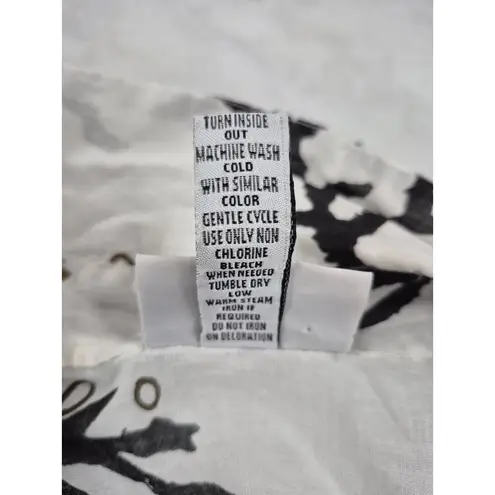 TURN INSIDE
OUT
MACHINE WASH
COLD
WITH SIMILAR
COLOR
GENTLE CYCLE
USE ONLY NON
CHLORINE
BLEACH
WHEN NEEDED
TUMBLE DRY
LOW
WARM STEAM
IRON IF
REQUIRED
DO NOT IRON
ON DECORATION